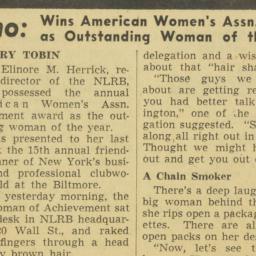 no: Wins American Women's Assn.
as Outstanding Woman of th
RY TOBIN
Elinore M. Herrick, re-
director of the NLRB,
possessed the annual
ican Women's Assn.
ment award as the out-
g woman of the year.
s presented to her last
the 15th annual friend-
ner of New York's busi-
nd professional clubwo-
ld at the Biltmore.
yesterday morning, the
oman of Achievement sat
desk in NLRB headquar-
20 Wall St., and raked
fingers through a head
y brown hair.
delegation and a wis
about that "hair sha
"Those guys we
about are getting re
you had better talk
ington," one of the
gation suggested. "S
along all right out in
Thought we might
out and get you out
A Chain Smoker
There's a deep laug
big woman behind th
she rips open a packag
ettes. There are al
open packs on her des
"Now, let's see t